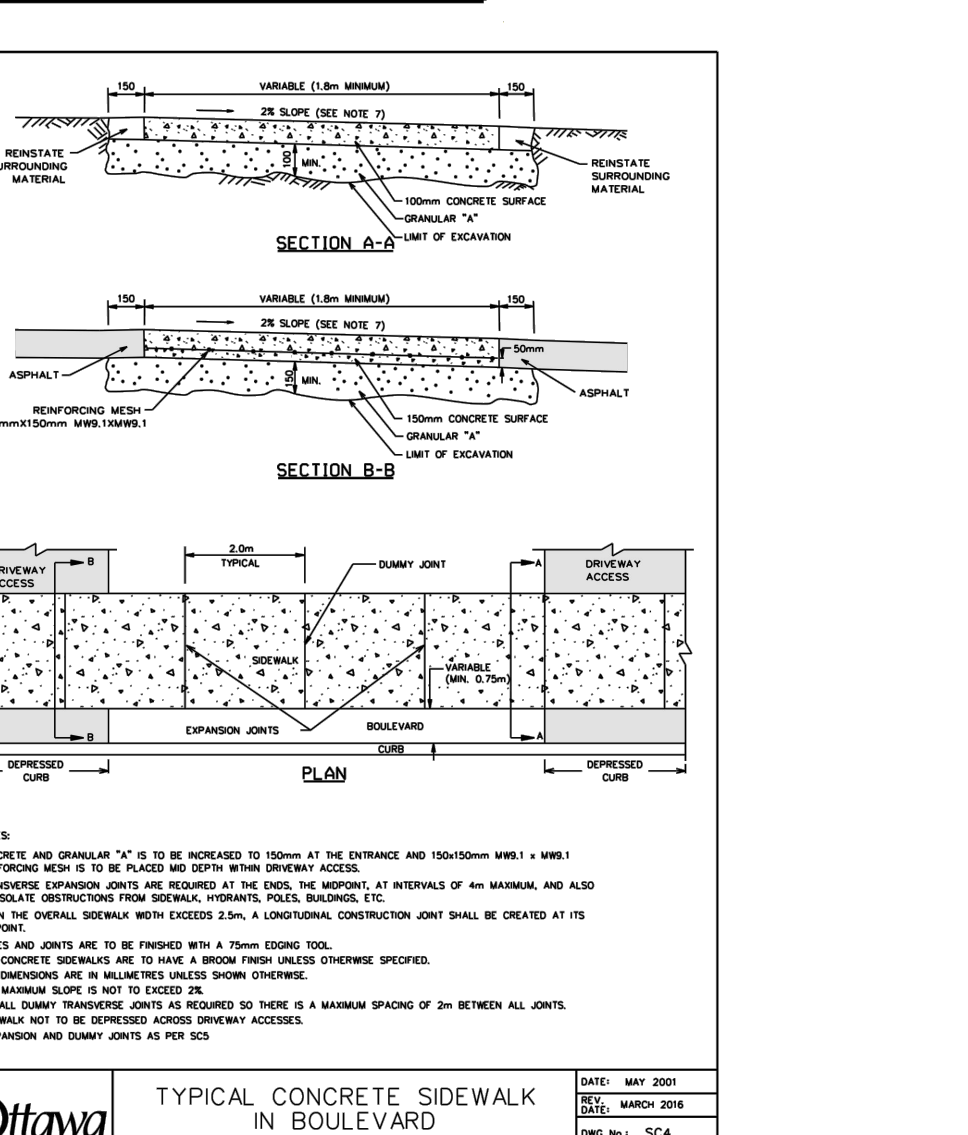 150
VARIABLE (1.8m MINIMUM)
150
2% SLOPE (SEE NOTE 7)
REINSTATE
SURROUNDING
MATERIAL
100
MIN.
REINSTATE
SURROUNDING
MATERIAL
100mm CONCRETE SURFACE
GRANULAR "A"
LIMIT OF EXCAVATION
SECTION A-A
150
VARIABLE (1.8m MINIMUM)
150
2% SLOPE (SEE NOTE 7)
50mm
ASPHALT
150
MIN.
ASPHALT
REINFORCING MESH
mmX150mm MW9.1XMW9.1
150mm CONCRETE SURFACE
GRANULAR "A"
LIMIT OF EXCAVATION
SECTION B-B
2.0m
TYPICAL
DUMMY JOINT
B
A
RIVEWAY
CCESS
DRIVEWAY
ACCESS
SIDEWALK
VARIABLE
(MIN. 0.75m)
EXPANSION JOINTS
BOULEVARD
B
A
CURB
DEPRESSED
CURB
DEPRESSED
CURB
PLAN
ES:
CRETE AND GRANULAR "A" IS TO BE INCREASED TO 150mm AT THE ENTRANCE AND 150x150mm MW9.1 x MW9.1
FORCING MESH IS TO BE PLACED MID DEPTH WITHIN DRIVEWAY ACCESS.
NSVERSE EXPANSION JOINTS ARE REQUIRED AT THE ENDS, THE MIDPOINT, AT INTERVALS OF 4m MAXIMUM, AND ALSO
SOLATE OBSTRUCTIONS FROM SIDEWALK, HYDRANTS, POLES, BUILDINGS, ETC.
N THE OVERALL SIDEWALK WIDTH EXCEEDS 2.5m, A LONGITUDINAL CONSTRUCTION JOINT SHALL BE CREATED AT ITS
POINT.
ES AND JOINTS ARE TO BE FINISHED WITH A 75mm EDGING TOOL.
CONCRETE SIDEWALKS ARE TO HAVE A BROOM FINISH UNLESS OTHERWISE SPECIFIED.
DIMENSIONS ARE IN MILLIMETRES UNLESS SHOWN OTHERWISE.
MAXIMUM SLOPE IS NOT TO EXCEED 2%.
ALL DUMMY TRANSVERSE JOINTS AS REQUIRED SO THERE IS A MAXIMUM SPACING OF 2m BETWEEN ALL JOINTS.
WALK NOT TO BE DEPRESSED ACROSS DRIVEWAY ACCESSES.
PANSION AND DUMMY JOINTS AS PER SC5
Ottawa
TYPICAL CONCRETE SIDEWALK
IN BOULEVARD
DATE: MAY 2001
REV. DATE: MARCH 2016
DWG. No.: SC4